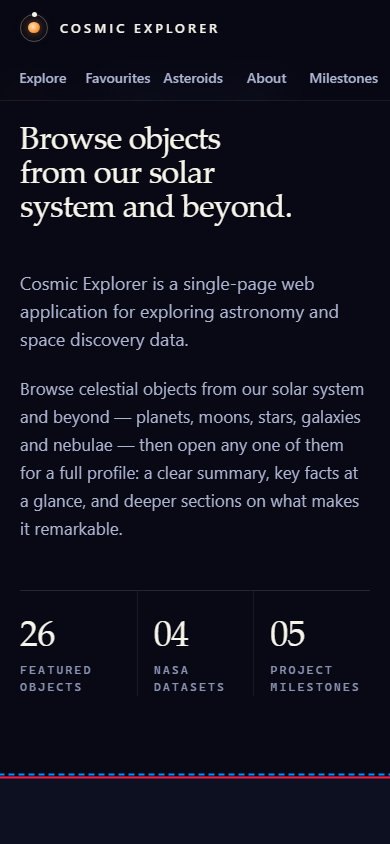 COSMIC EXPLORER
Explore Favourites Asteroids About Milestones
Browse objects
from our solar
system and beyond.
Cosmic Explorer is a single-page web
application for exploring astronomy and
space discovery data.
Browse celestial objects from our solar system
and beyond — planets, moons, stars, galaxies
and nebulae — then open any one of them
for a full profile: a clear summary, key facts at
a glance, and deeper sections on what makes
it remarkable.
26 04 05
FEATURED NASA PROJECT
OBJECTS DATASETS MILESTONES